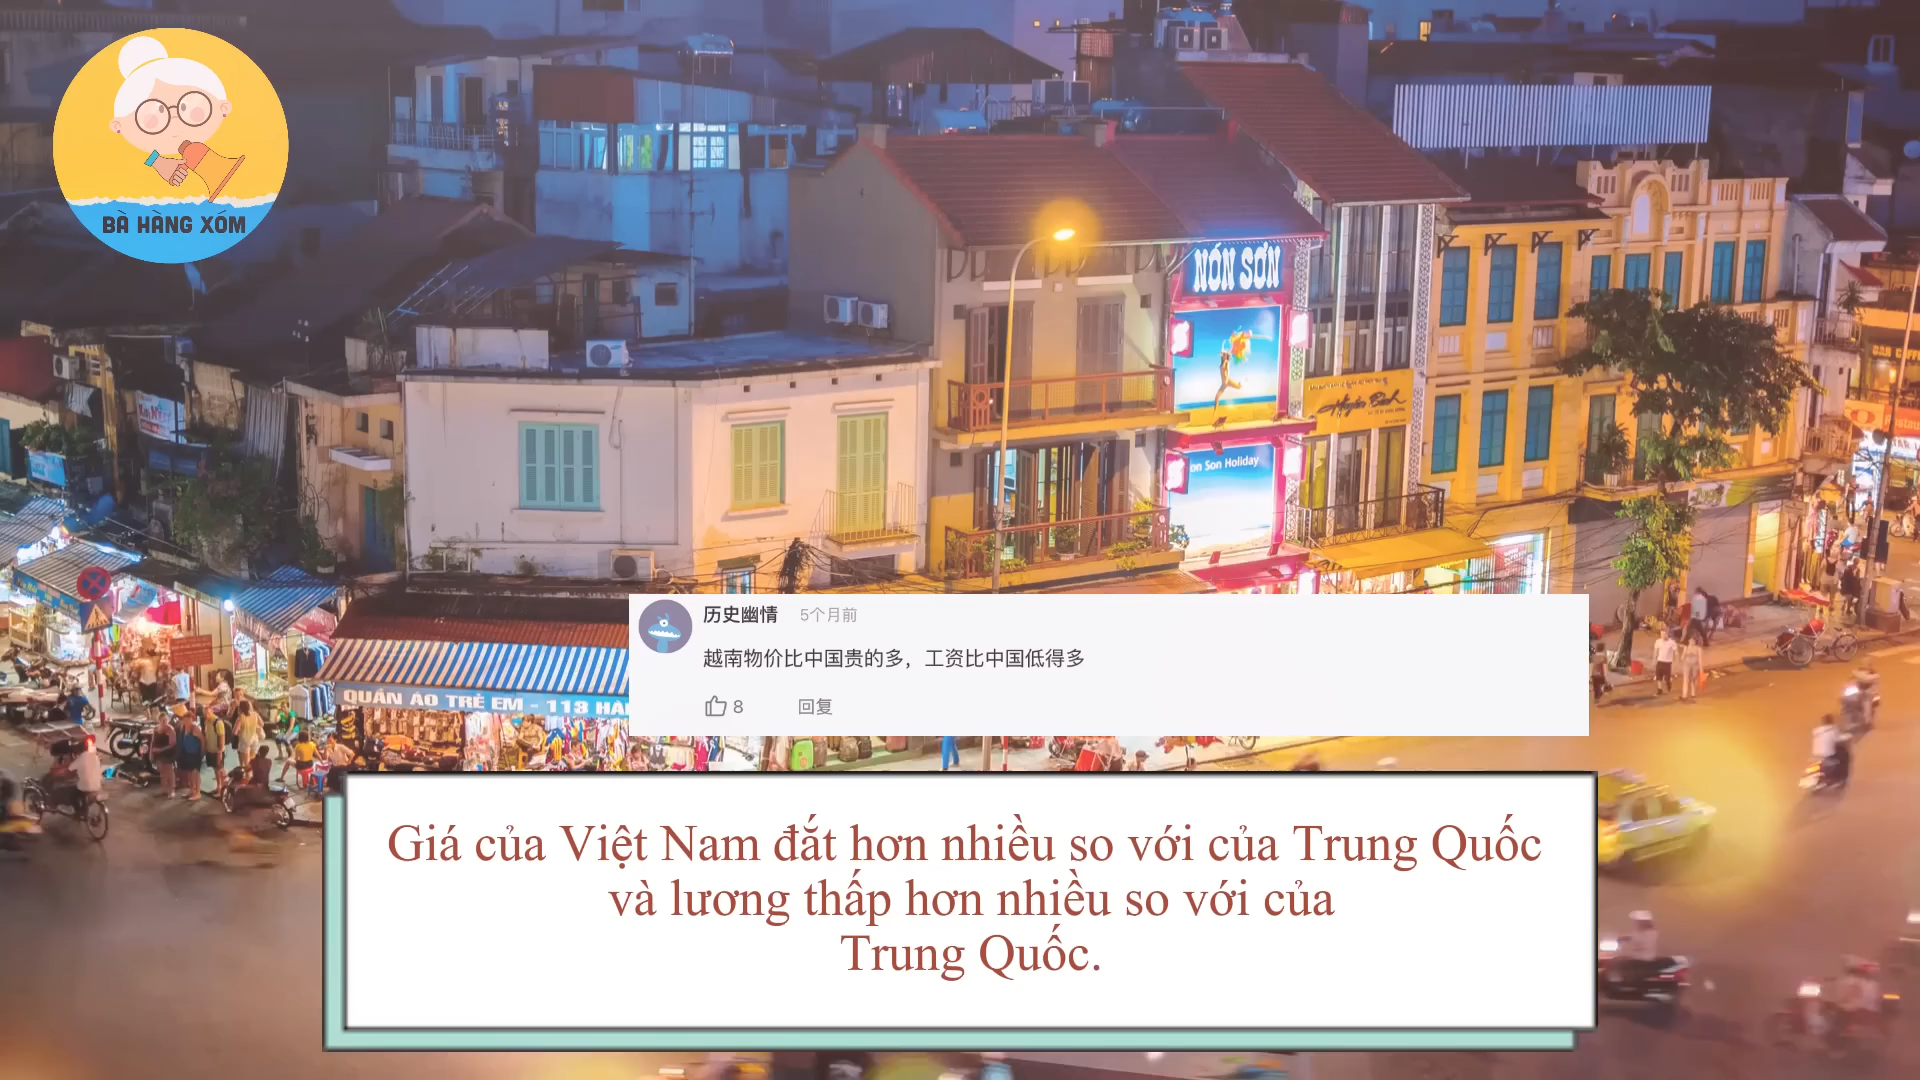 BÀ HÀNG XÓM
NÓN SƠN
on Son Holiday
QUẦN ÁO TRẺ EM - 113 HÀ
历史幽情 5个月前
越南物价比中国贵的多，工资比中国低得多
8 回复
Giá của Việt Nam đắt hơn nhiều so với của Trung Quốc
và lương thấp hơn nhiều so với của
Trung Quốc.